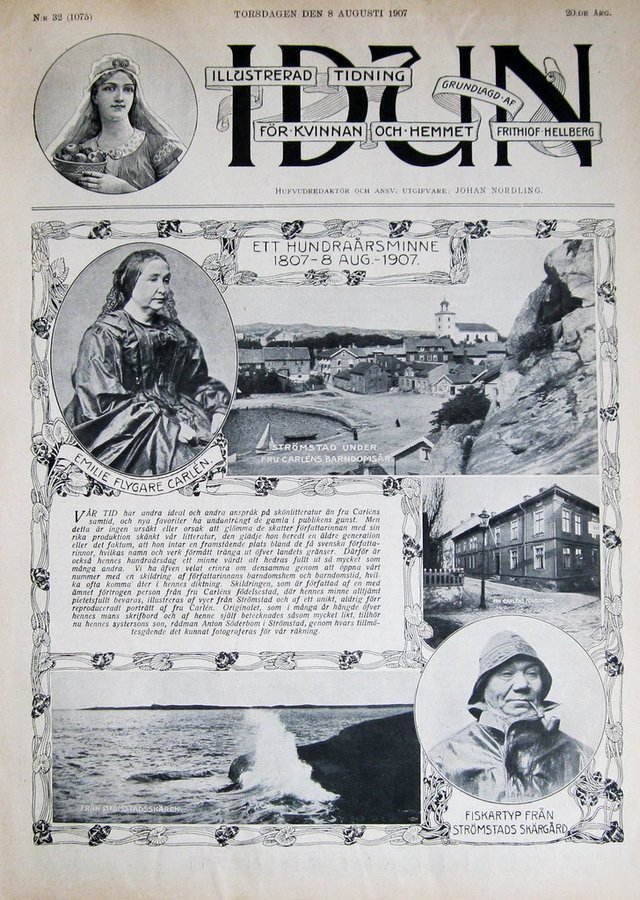 N:R 32 (1075)
TORSDAGEN DEN 8 AUGUSTI 1907
20:DE ÅRG.
IDUN
ILLUSTRERAD TIDNING
FÖR·KVINNAN OCH·HEMMET
GRUNDLAGD·AF
FRITHIOF·HELLBERG
HUFVUDREDAKTÖR OCH ANSV. UTGIFVARE: JOHAN NORDLING.
ETT HUNDRAÅRSMINNE
1807-8 AUG.-1907.
EMILIE FLYGARE CARLÉN.
STRÖMSTAD UNDER
FRU CARLÉNS BARNDOMSÅR.
VÅR TID har andra ideal och andra anspråk på skönlitteratur än fru Carléns
samtid, och nya favoriter ha undanträngt de gamla i publikens gunst. Men
detta är ingen ursäkt eller orsak att glömma de skatter författarinnan med sin
rika produktion skänkt vår litteratur, den glädje hon beredt en äldre generation
eller det faktum, att hon intar en framstående plats bland de få svenska författa-
rinnor, hvilkas namn och verk förmått tränga ut öfver landets gränser. Därför är
också hennes hundraårsdag ett minne värdt att hedras fullt ut så mycket som
många andra. Vi ha äfven velat erinra om densamma genom att öppna vårt
nummer med en skildring af författarinnans barndomshem och barndomstid, hvil-
ka ofta komma åter i hennes diktning. Skildringen, som är författad af en med
ämnet förtrogen person från fru Carléns födelsestad, där hennes minne alltjämt
pietetsfullt bevaras, illustreras af vyer från Strömstad och af ett unikt, aldrig förr
reproduceradt porträtt af fru Carlén. Originalet, som i många år hängde öfver
hennes mans skrifbord och af henne själf betecknades såsom mycket likt, tillhör
nu hennes systersons son, rådman Anton Söderbom i Strömstad, genom hvars tillmö-
tesgående det kunnat fotograferas för vår räkning.
FRU CARLÉNS FÖDELSEHUS.
FRÅN STRÖMSTADSSKÄREN.
FISKARTYP FRÅN
STRÖMSTADS SKÄRGÅRD